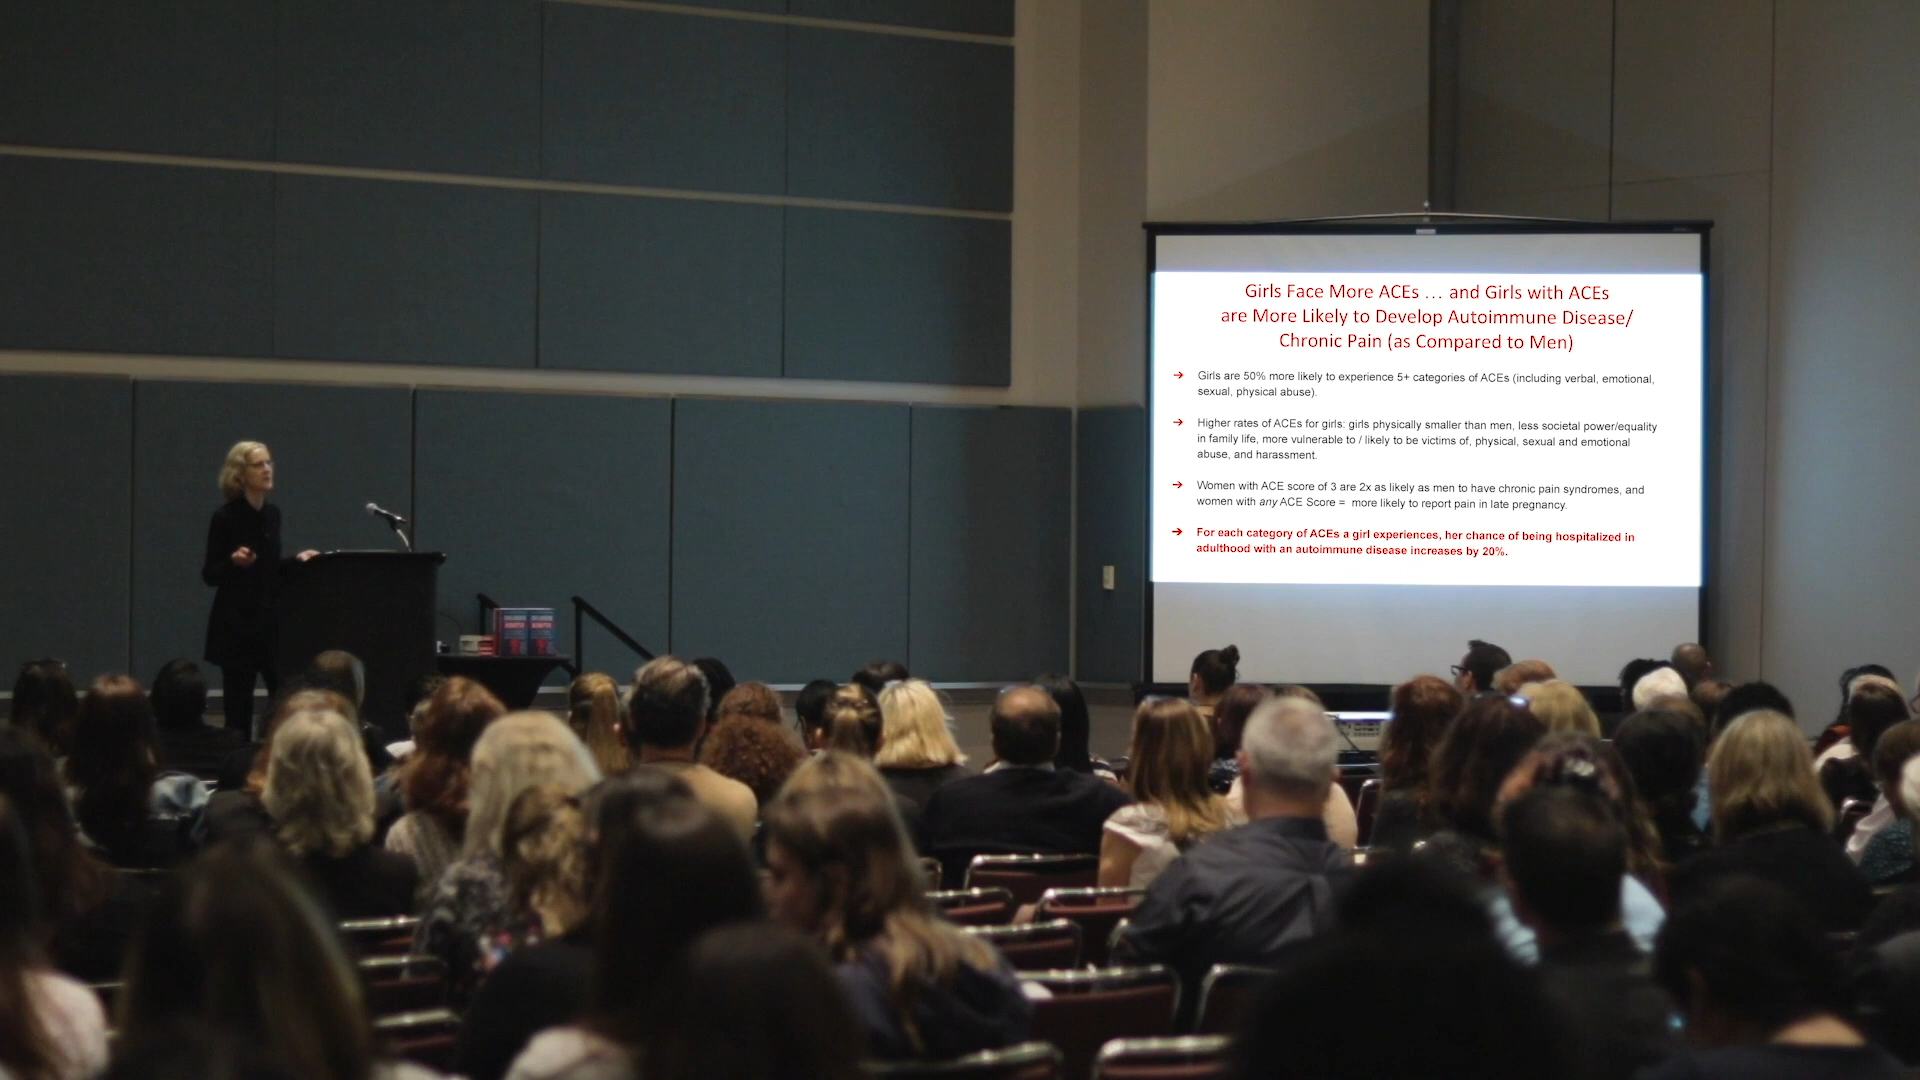 Girls Face More ACEs ... and Girls with ACEs
are More Likely to Develop Autoimmune Disease/
Chronic Pain (as Compared to Men)
➔ Girls are 50% more likely to experience 5+ categories of ACEs (including verbal, emotional,
sexual, physical abuse).
➔ Higher rates of ACEs for girls: girls physically smaller than men, less societal power/equality
in family life, more vulnerable to / likely to be victims of, physical, sexual and emotional
abuse, and harassment.
➔ Women with ACE score of 3 are 2x as likely as men to have chronic pain syndromes, and
women with any ACE Score = more likely to report pain in late pregnancy.
➔ For each category of ACEs a girl experiences, her chance of being hospitalized in
adulthood with an autoimmune disease increases by 20%.